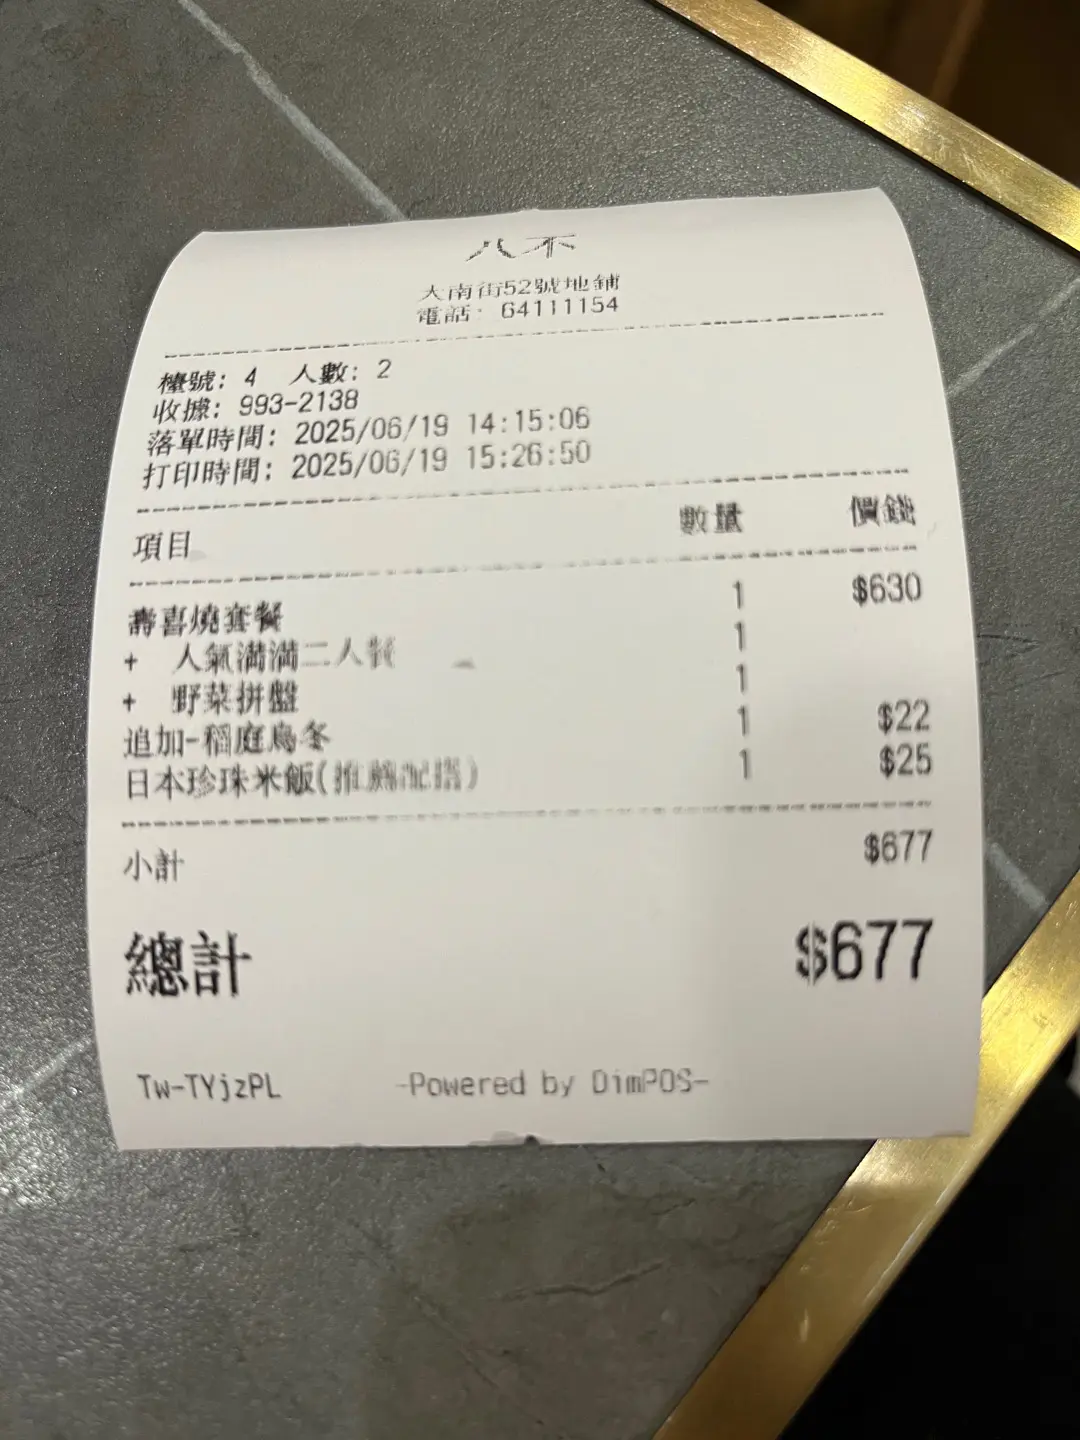 八不
大南街52號地鋪
電話: 64111154
檯號: 4 人數: 2
收據: 993-2138
落單時間: 2025/06/19 14:15:06
打印時間: 2025/06/19 15:26:50
項目 數量 價錢
壽喜燒套餐 1 $630
+ 人氣滿滿二人餐 1
+ 野菜拼盤 1
追加-稻庭烏冬 1 $22
日本珍珠米飯(推薦配搭) 1 $25
小計 $677
總計 $677
Tw-TYjzPL -Powered by DimPOS-